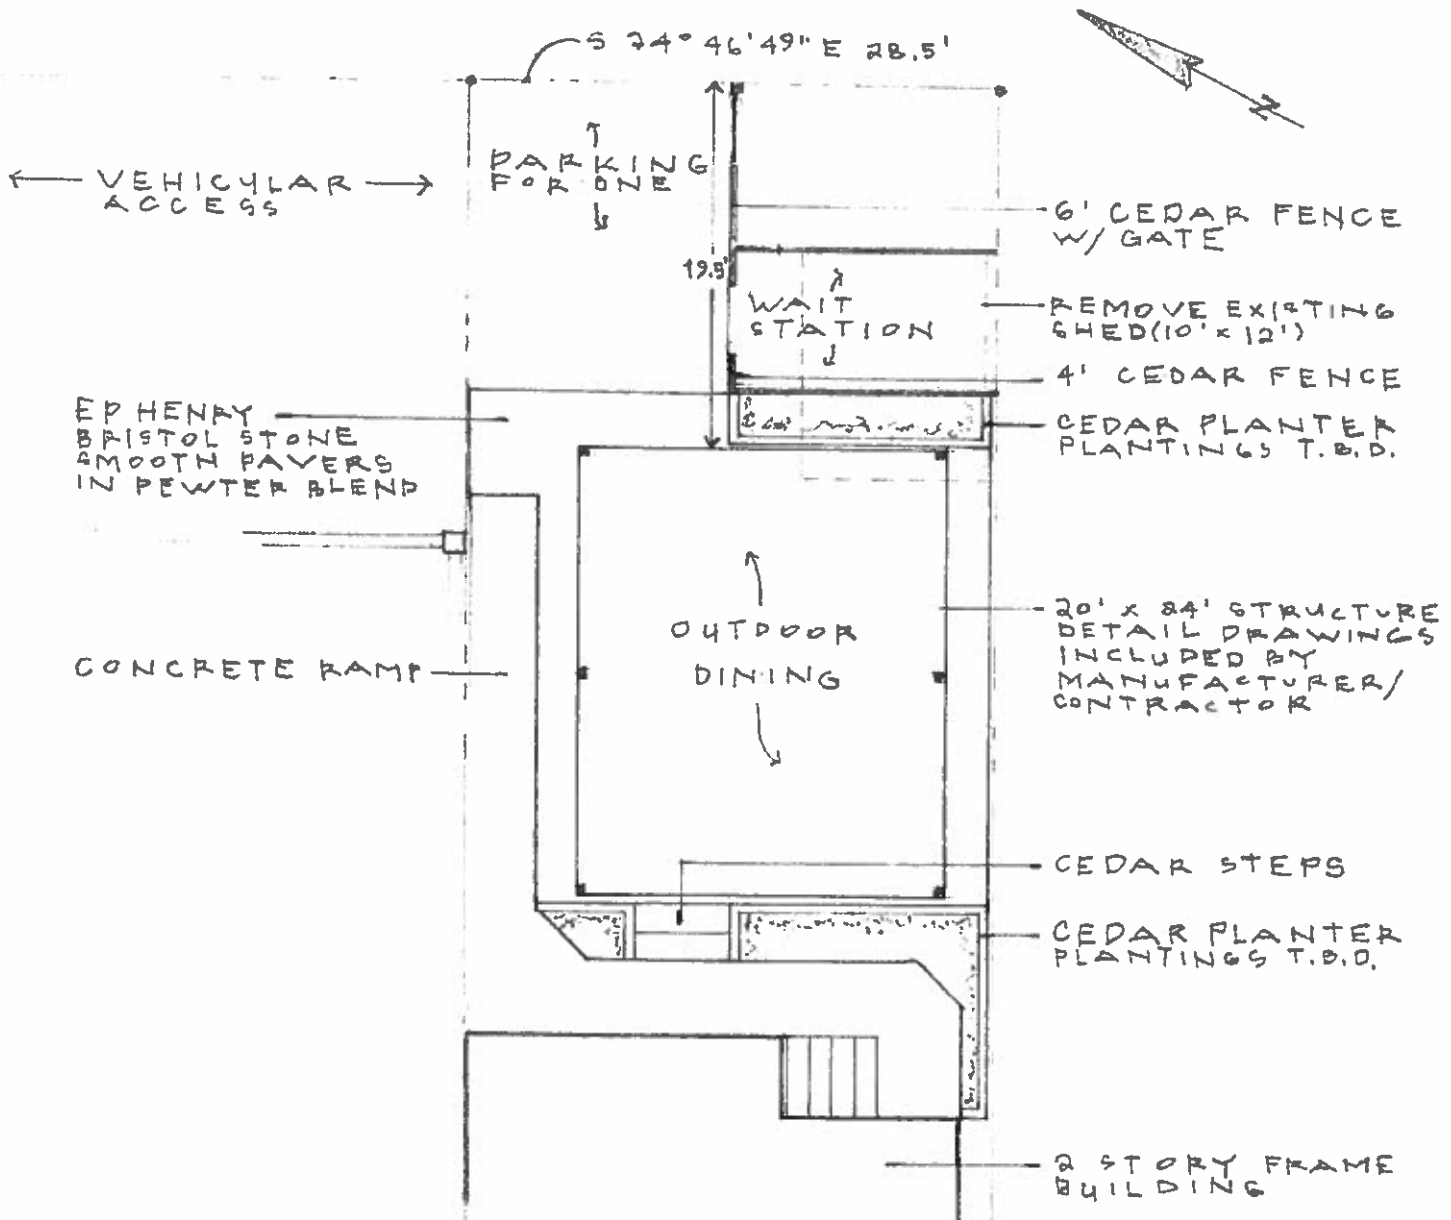 S 74° 46' 49" E 28.5'
N
← VEHICULAR →
ACCESS
PARKING
FOR ONE
6' CEDAR FENCE
W/ GATE
19.5'
WAIT
STATION
REMOVE EXISTING
SHED (10' x 12')
4' CEDAR FENCE
EP HENRY
BRISTOL STONE
SMOOTH PAVERS
IN PEWTER BLEND
CEDAR PLANTER
PLANTINGS T.B.D.
OUTDOOR
DINING
20' x 24' STRUCTURE
DETAIL DRAWINGS
INCLUDED BY
MANUFACTURER/
CONTRACTOR
CONCRETE RAMP
CEDAR STEPS
CEDAR PLANTER
PLANTINGS T.B.D.
2 STORY FRAME
BUILDING